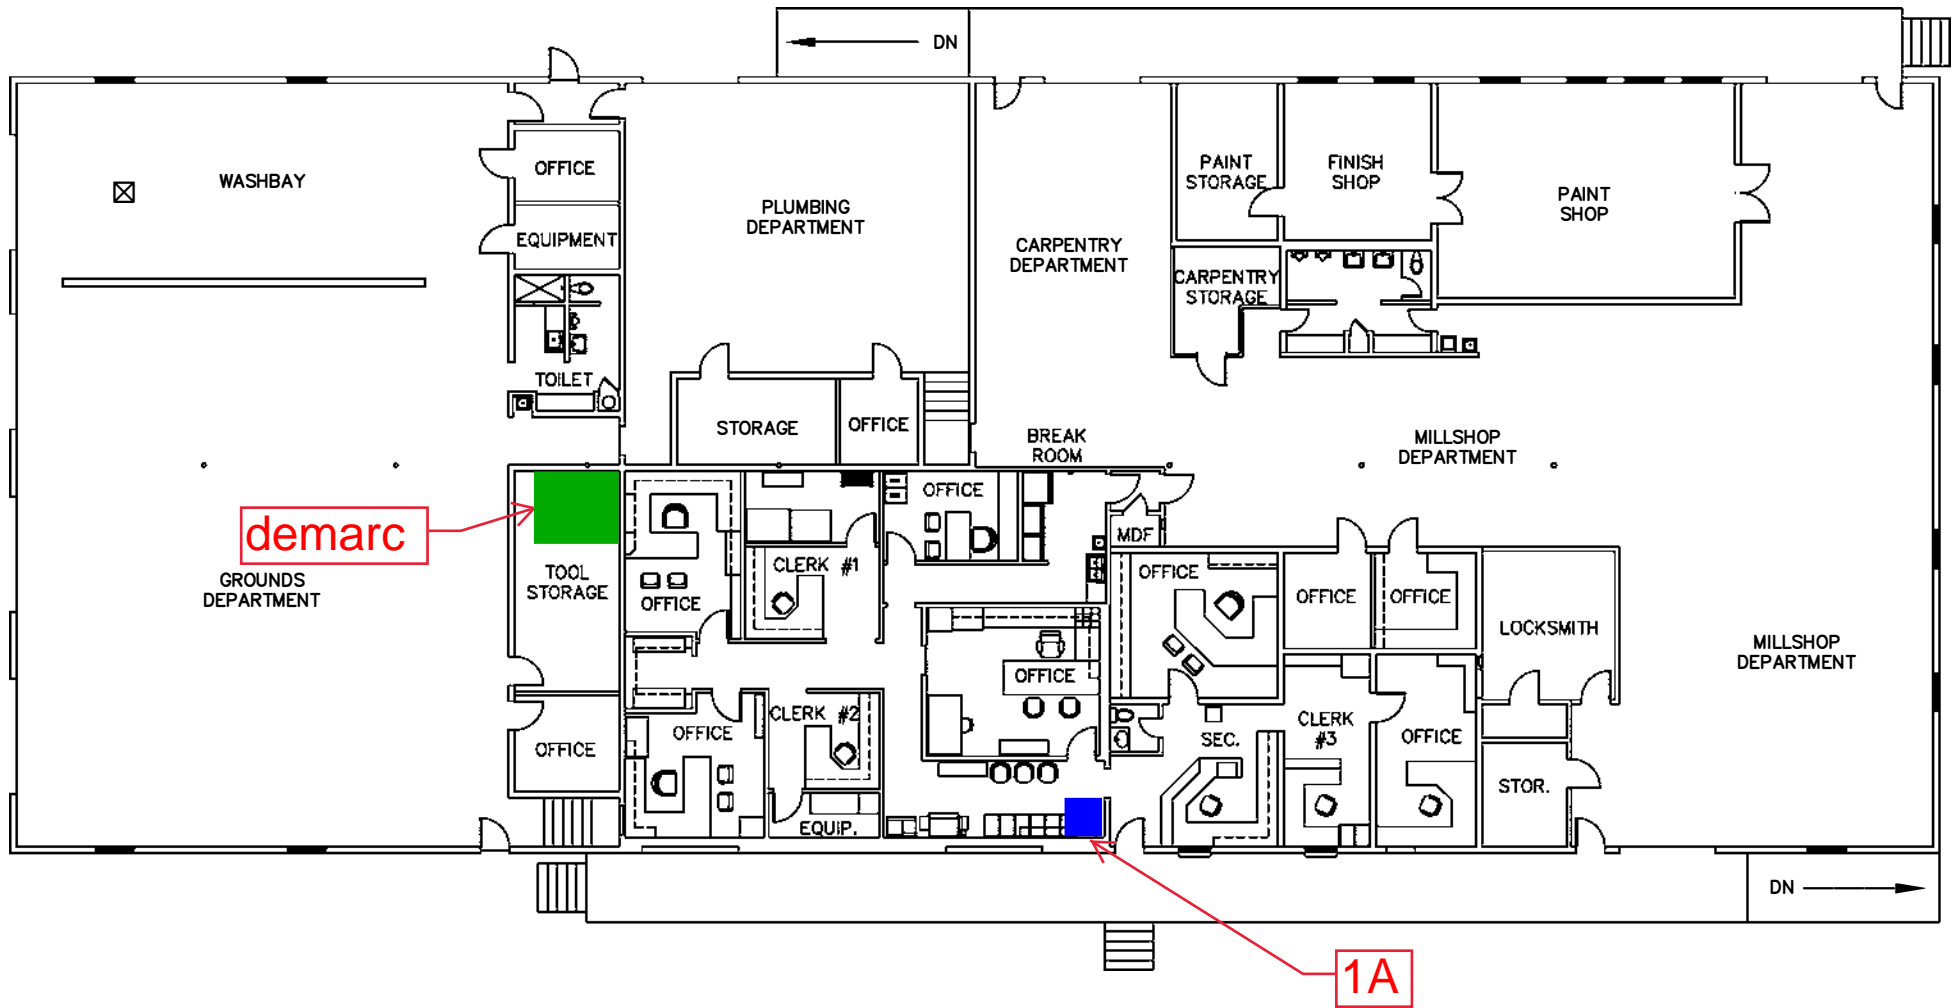 DN
WASHBAY
OFFICE
EQUIPMENT
TOILET
PLUMBING
DEPARTMENT
STORAGE
OFFICE
CARPENTRY
DEPARTMENT
PAINT
STORAGE
FINISH
SHOP
PAINT
SHOP
CARPENTRY
STORAGE
BREAK
ROOM
MILLSHOP
DEPARTMENT
demarc
GROUNDS
DEPARTMENT
TOOL
STORAGE
OFFICE
OFFICE
CLERK #1
OFFICE
MDF
OFFICE
OFFICE
OFFICE
LOCKSMITH
MILLSHOP
DEPARTMENT
OFFICE
OFFICE
CLERK #2
EQUIP.
SEC.
CLERK
#3
OFFICE
STOR.
DN
1A